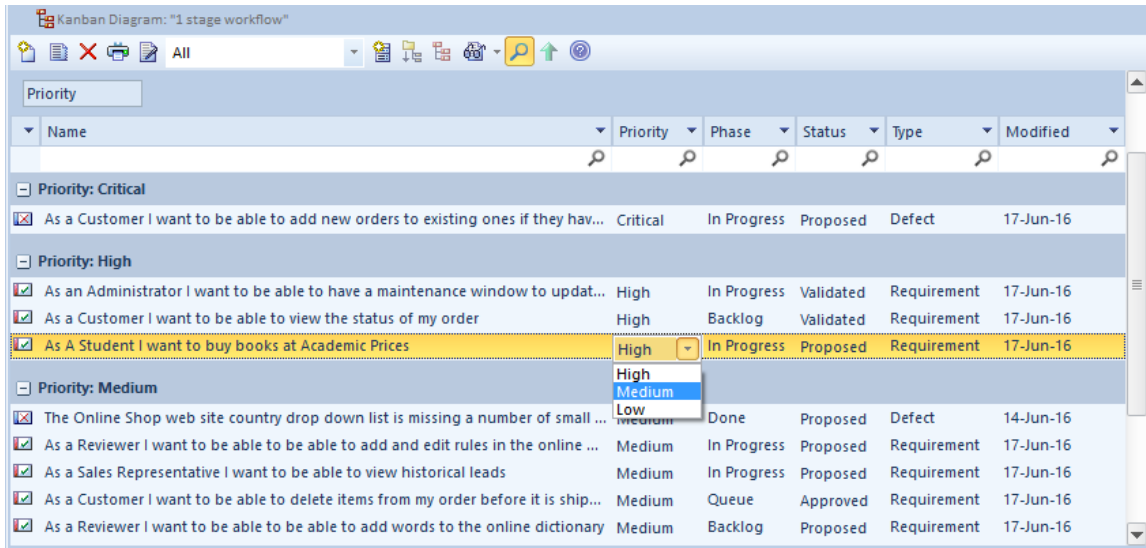 Kanban Diagram: "1 stage workflow"
All
Priority
Name Priority Phase Status Type Modified
Priority: Critical
As a Customer I want to be able to add new orders to existing ones if they hav... Critical In Progress Proposed Defect 17-Jun-16
Priority: High
As an Administrator I want to be able to have a maintenance window to updat... High In Progress Validated Requirement 17-Jun-16
As a Customer I want to be able to view the status of my order High Backlog Validated Requirement 17-Jun-16
As A Student I want to buy books at Academic Prices High In Progress Proposed Requirement 17-Jun-16
High
Priority: Medium
Medium
Low
The Online Shop web site country drop down list is missing a number of small ... Medium Done Proposed Defect 14-Jun-16
As a Reviewer I want to be able to be able to add and edit rules in the online ... Medium In Progress Proposed Requirement 17-Jun-16
As a Sales Representative I want to be able to view historical leads Medium In Progress Proposed Requirement 17-Jun-16
As a Customer I want to be able to delete items from my order before it is ship... Medium Queue Approved Requirement 17-Jun-16
As a Reviewer I want to be able to be able to add words to the online dictionary Medium Backlog Proposed Requirement 17-Jun-16